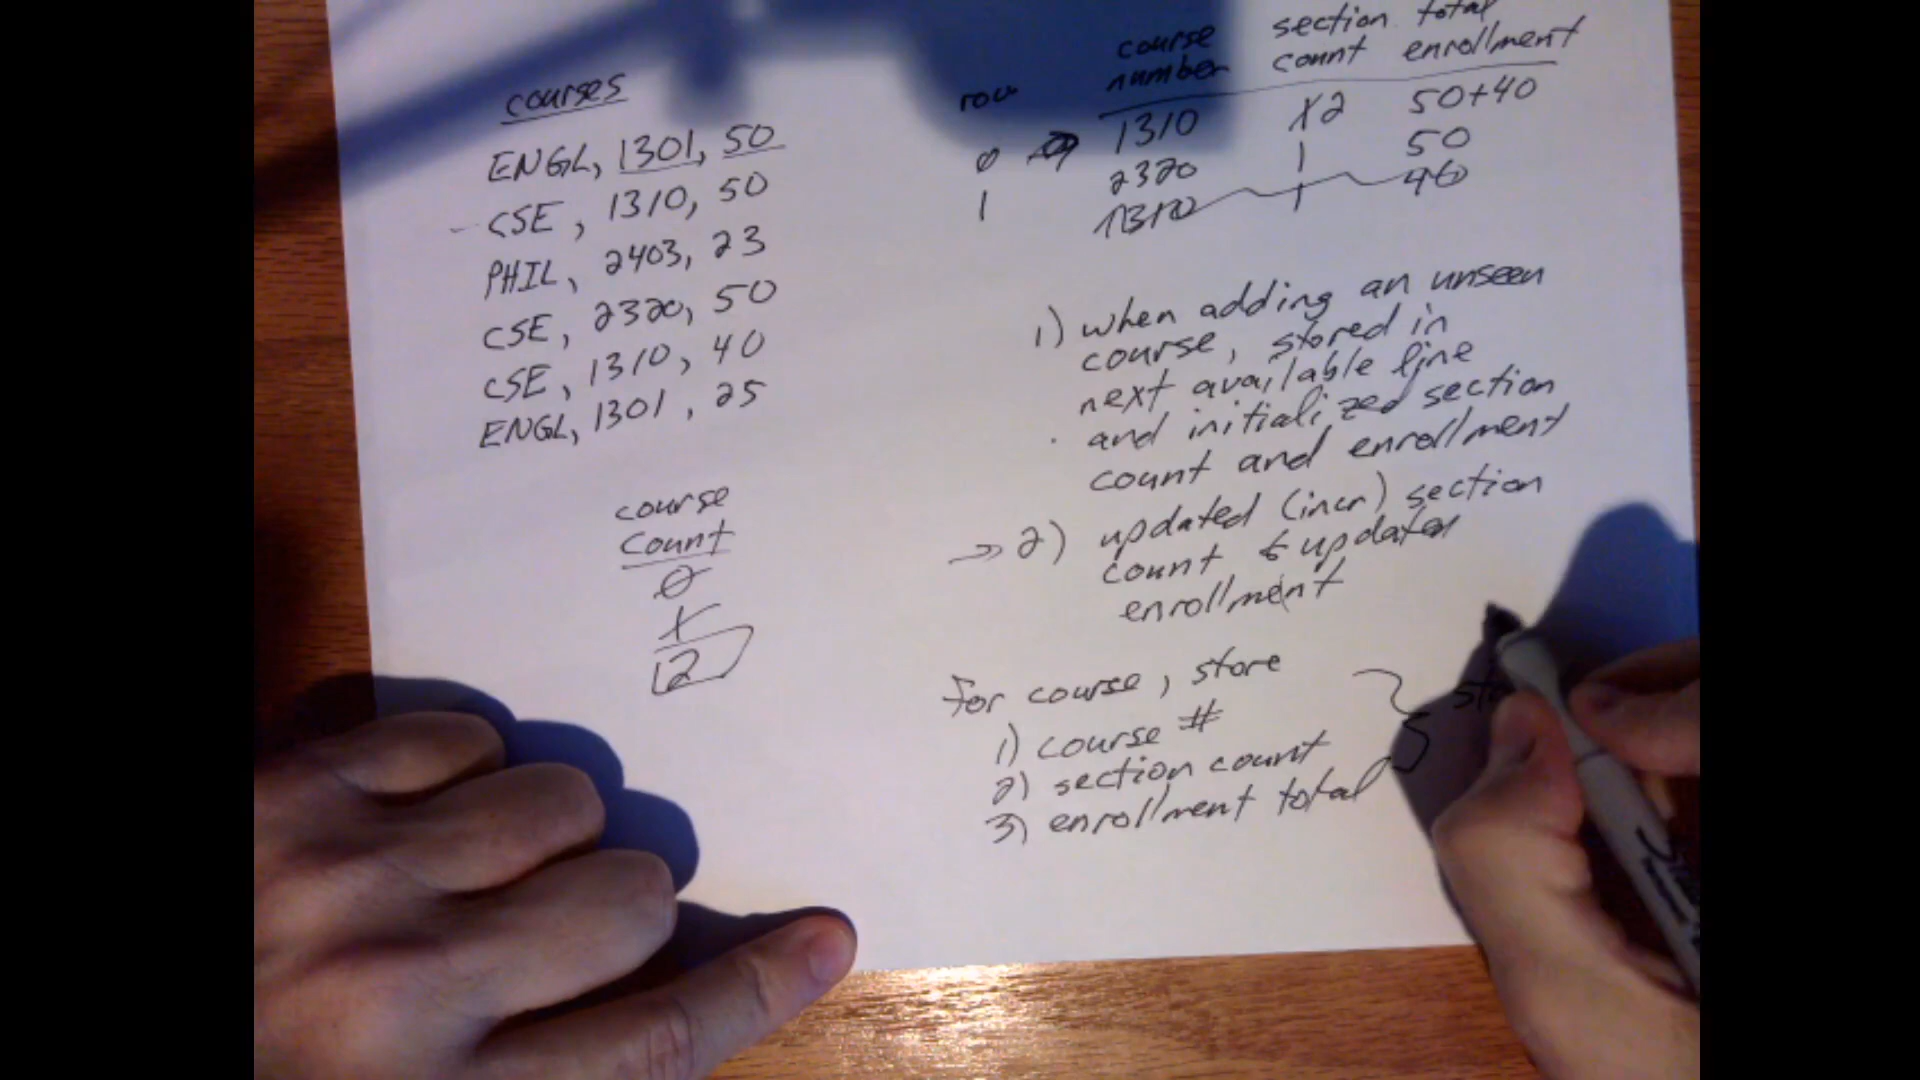 courses
ENGL, 1301, 50
CSE, 1310, 50
PHIL, 2403, 23
CSE, 2320, 50
CSE, 1310, 40
ENGL, 1301, 25
course
count
0
1
2
row
course number
section count
total enrollment
0 1310 1 2 50+40
1 2320 1 50
1310 1 40
1) when adding an unseen
course, stored in
next available line
and initialized section
count and enrollment
2) updated (incr) section
count & updated
enrollment
For course, store
1) course #
2) section count
3) enrollment total